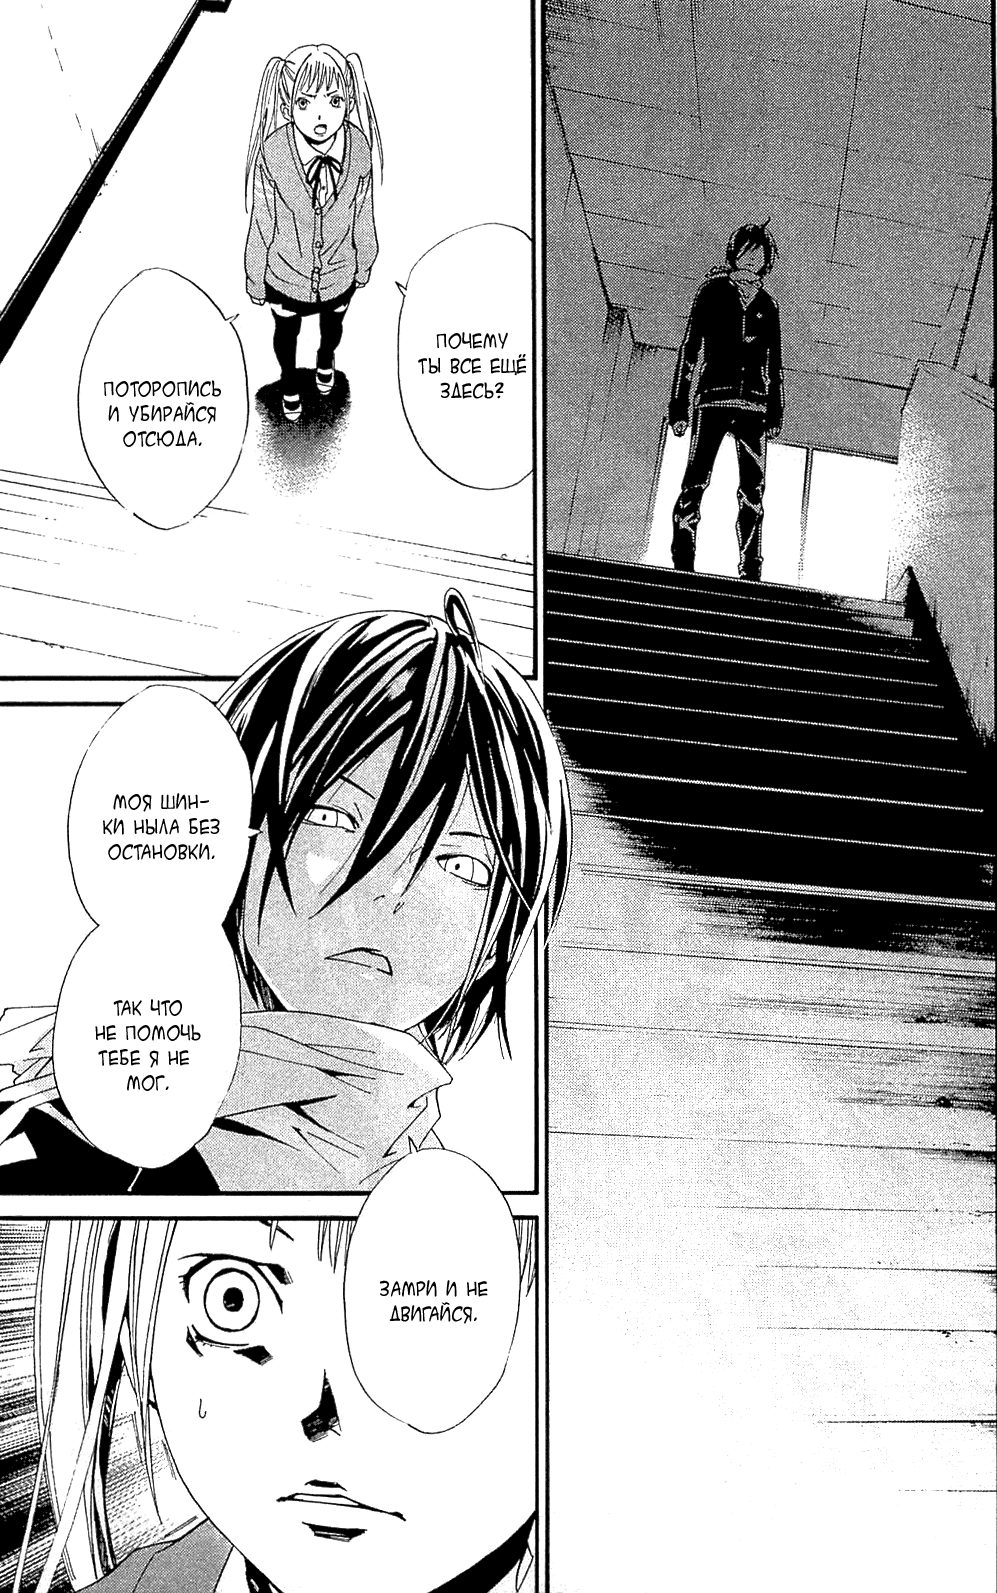 ПОЧЕМУ
ТЫ ВСЕ ЕЩЁ
ЗДЕСЬ?
ПОТОРОПИСЬ
И УБИРАЙСЯ
ОТСЮДА.
МОЯ ШИН-
КИ НЫЛА БЕЗ
ОСТАНОВКИ.
ТАК ЧТО
НЕ ПОМОЧЬ
ТЕБЕ Я НЕ
МОГ.
ЗАМРИ И НЕ
ДВИГАЙСЯ.